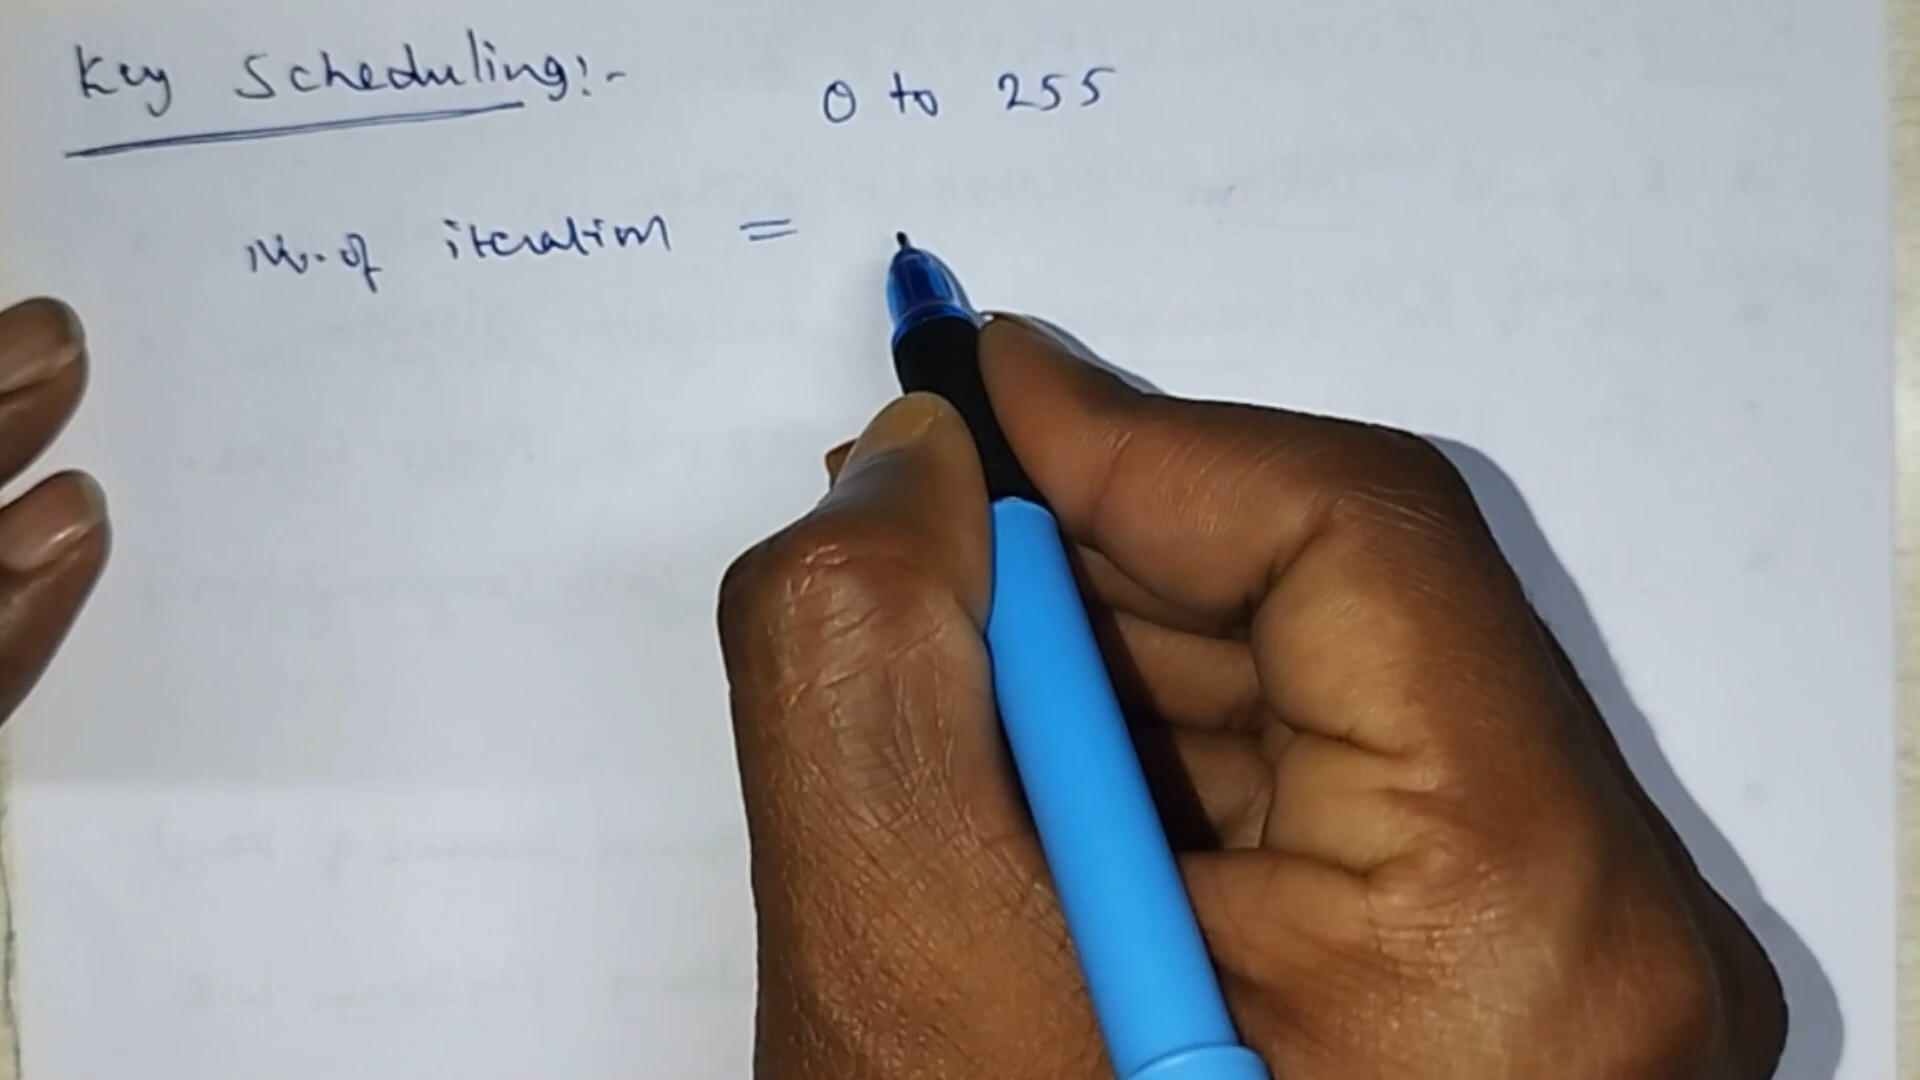 Key Scheduling:-
0 to 255
No. of iteration =